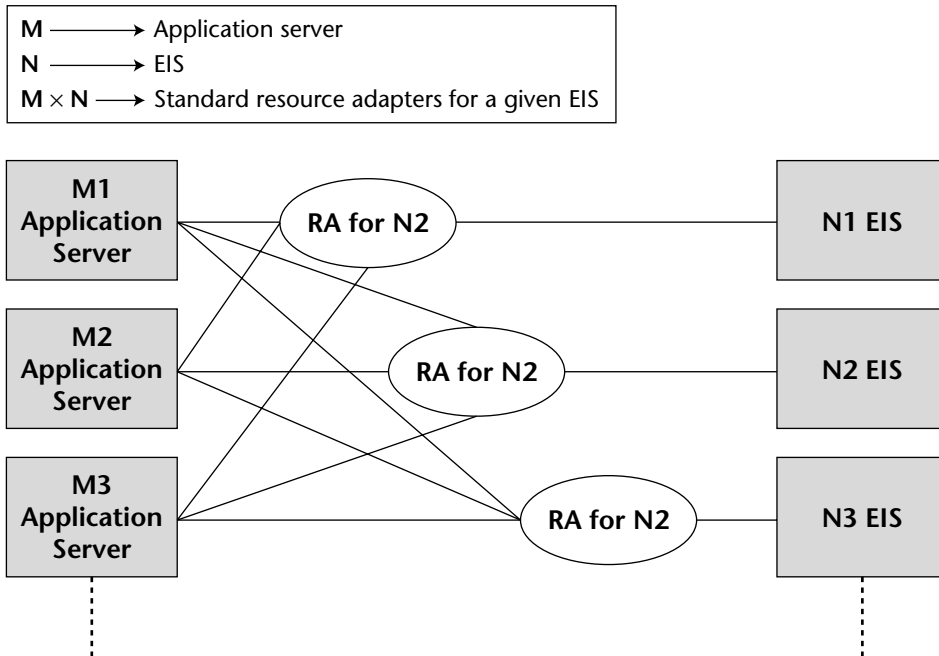 M ⟶ Application server
N ⟶ EIS
M × N ⟶ Standard resource adapters for a given EIS
M1
Application
Server
RA for N2
N1 EIS
M2
Application
Server
RA for N2
N2 EIS
M3
Application
Server
RA for N2
N3 EIS